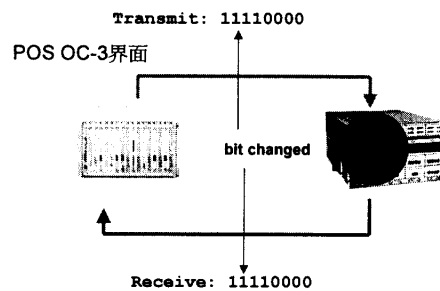 Transmit: 11110000
POS OC-3界面
bit changed
Receive: 11110000